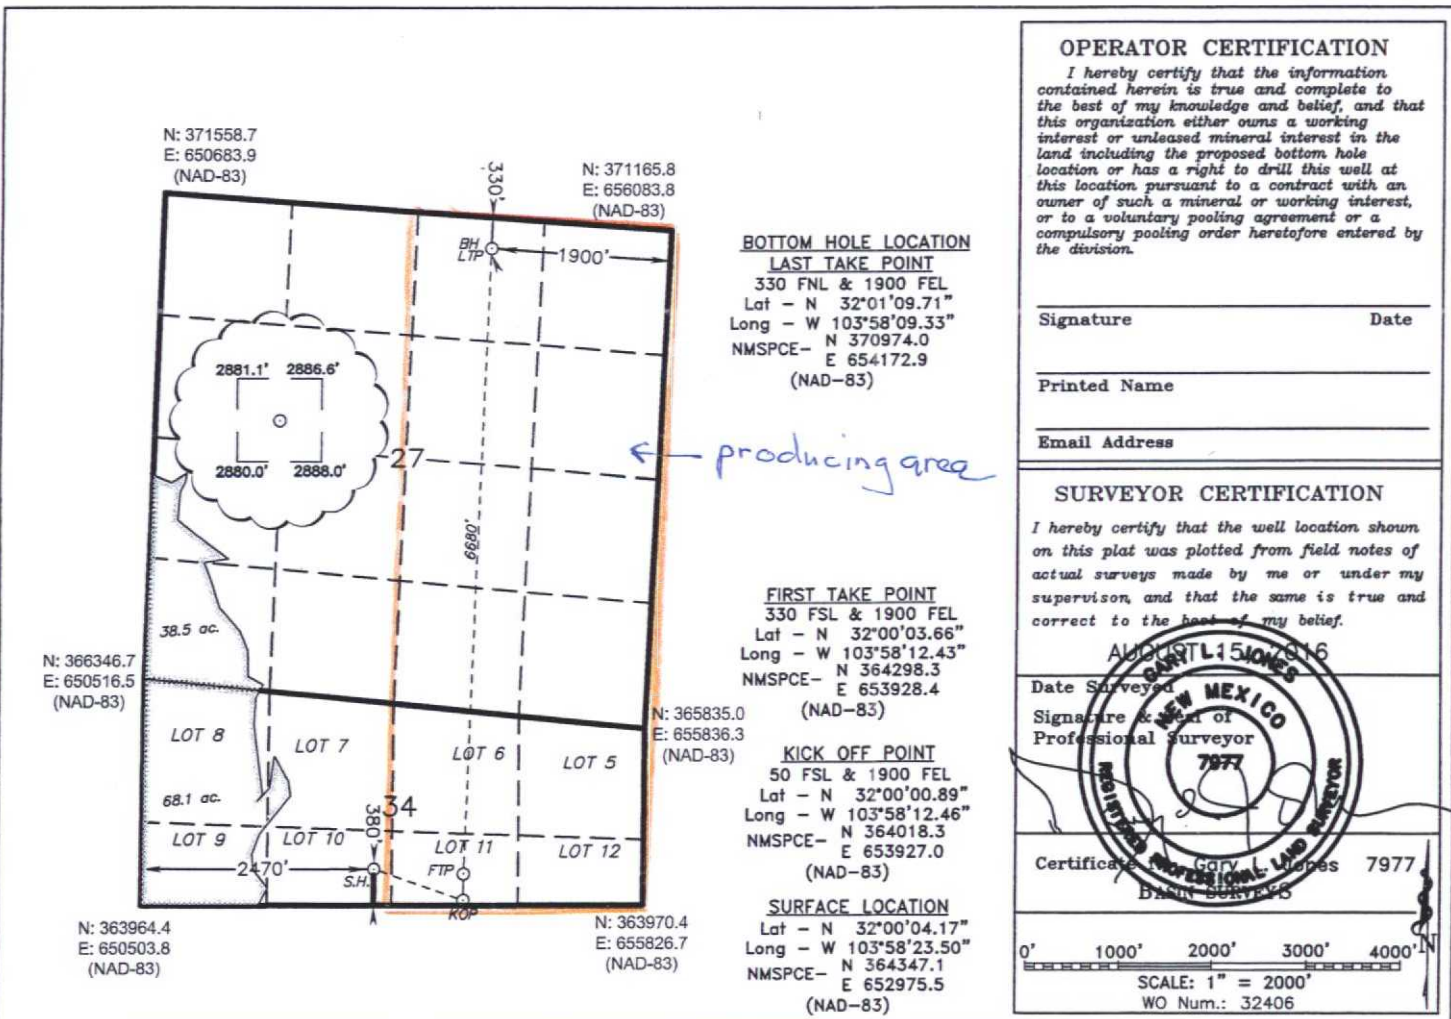 N: 371558.7
E: 650683.9
(NAD-83)
330'
N: 371165.8
E: 656083.8
(NAD-83)
BH
LTP
1900'
2881.1' 2886.6'
2880.0' 2888.0'
27
producing area
6680'
38.5 ac.
N: 366346.7
E: 650516.5
(NAD-83)
N: 365835.0
E: 655836.3
(NAD-83)
LOT 8
LOT 7
LOT 6
LOT 5
68.1 ac.
34
380'
LOT 9
LOT 10
LOT 11
LOT 12
2470'
S.H.
FTP
KOP
N: 363964.4
E: 650503.8
(NAD-83)
N: 363970.4
E: 655826.7
(NAD-83)
BOTTOM HOLE LOCATION
LAST TAKE POINT
330 FNL & 1900 FEL
Lat - N 32°01'09.71"
Long - W 103°58'09.33"
NMSPCE- N 370974.0
E 654172.9
(NAD-83)
FIRST TAKE POINT
330 FSL & 1900 FEL
Lat - N 32°00'03.66"
Long - W 103°58'12.43"
NMSPCE- N 364298.3
E 653928.4
(NAD-83)
KICK OFF POINT
50 FSL & 1900 FEL
Lat - N 32°00'00.89"
Long - W 103°58'12.46"
NMSPCE- N 364018.3
E 653927.0
(NAD-83)
SURFACE LOCATION
Lat - N 32°00'04.17"
Long - W 103°58'23.50"
NMSPCE- N 364347.1
E 652975.5
(NAD-83)
OPERATOR CERTIFICATION
I hereby certify that the information
contained herein is true and complete to
the best of my knowledge and belief, and that
this organization either owns a working
interest or unleased mineral interest in the
land including the proposed bottom hole
location or has a right to drill this well at
this location pursuant to a contract with an
owner of such a mineral or working interest,
or to a voluntary pooling agreement or a
compulsory pooling order heretofore entered by
the division.
Signature Date
Printed Name
Email Address
SURVEYOR CERTIFICATION
I hereby certify that the well location shown
on this plat was plotted from field notes of
actual surveys made by me or under my
supervison, and that the same is true and
correct to the best of my belief.
AUGUST 15, 2016
Date Surveyed
Signature & Seal of
Professional Surveyor
GARY L. JONES
NEW MEXICO
7977
REGISTERED PROFESSIONAL LAND SURVEYOR
Certificate Gary L. Jones 7977
BASIN SURVEYS
0' 1000' 2000' 3000' 4000'
N
SCALE: 1" = 2000'
WO Num.: 32406